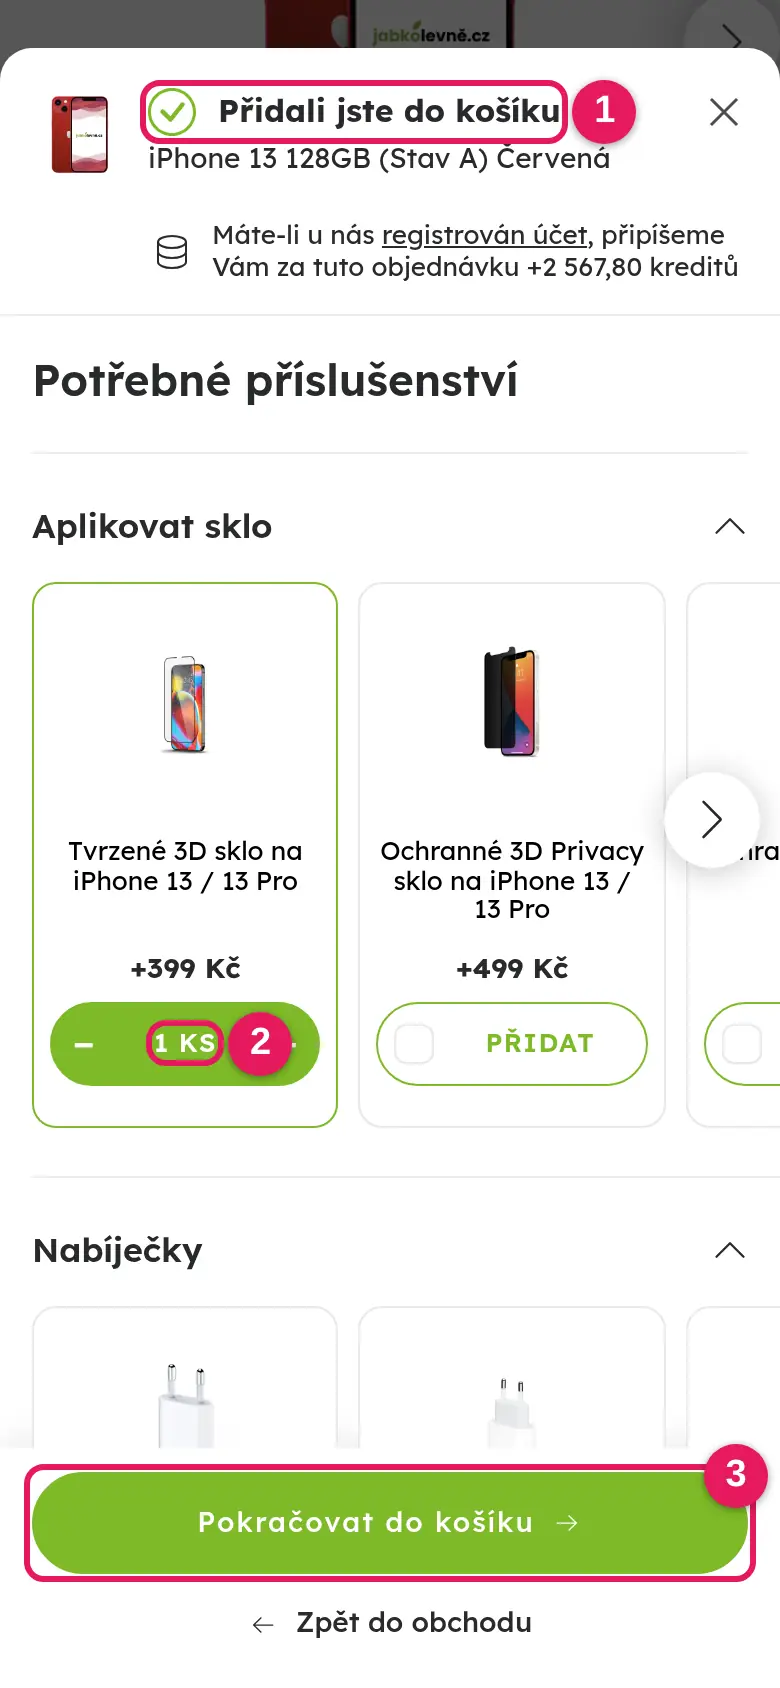 jabkolevně.cz
Přidali jste do košíku
1
iPhone 13 128GB (Stav A) Červená
Máte-li u nás registrován účet, připíšeme
Vám za tuto objednávku +2 567,80 kreditů
Potřebné příslušenství
Aplikovat sklo
Tvrzené 3D sklo na
iPhone 13 / 13 Pro
+399 Kč
– 1 KS
2
Ochranné 3D Privacy
sklo na iPhone 13 /
13 Pro
+499 Kč
PŘIDAT
Nabíječky
3
Pokračovat do košíku →
← Zpět do obchodu